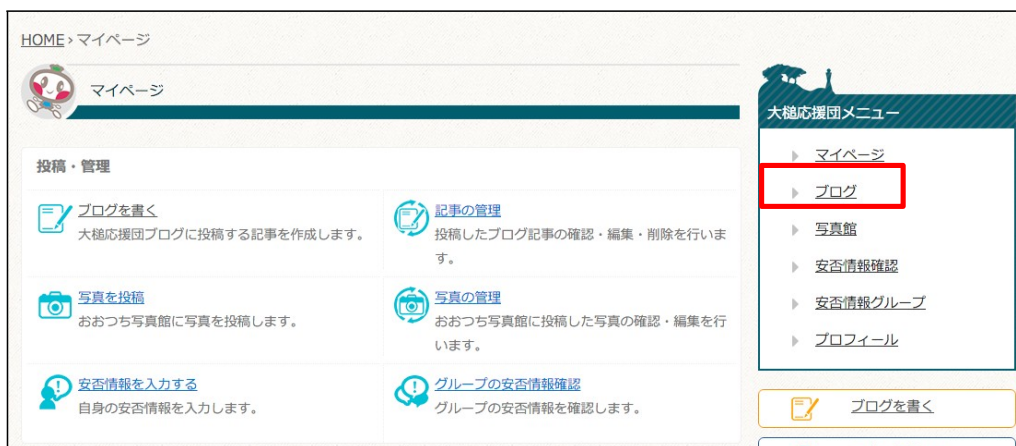 HOME › マイページ
マイページ
投稿・管理
ブログを書く
大槌応援団ブログに投稿する記事を作成します。
記事の管理
投稿したブログ記事の確認・編集・削除を行いま
す。
写真を投稿
おおつち写真館に写真を投稿します。
写真の管理
おおつち写真館に投稿した写真の確認・編集を行
います。
安否情報を入力する
自身の安否情報を入力します。
グループの安否情報確認
グループの安否情報を確認します。
大槌応援団メニュー
マイページ
ブログ
写真館
安否情報確認
安否情報グループ
プロフィール
ブログを書く